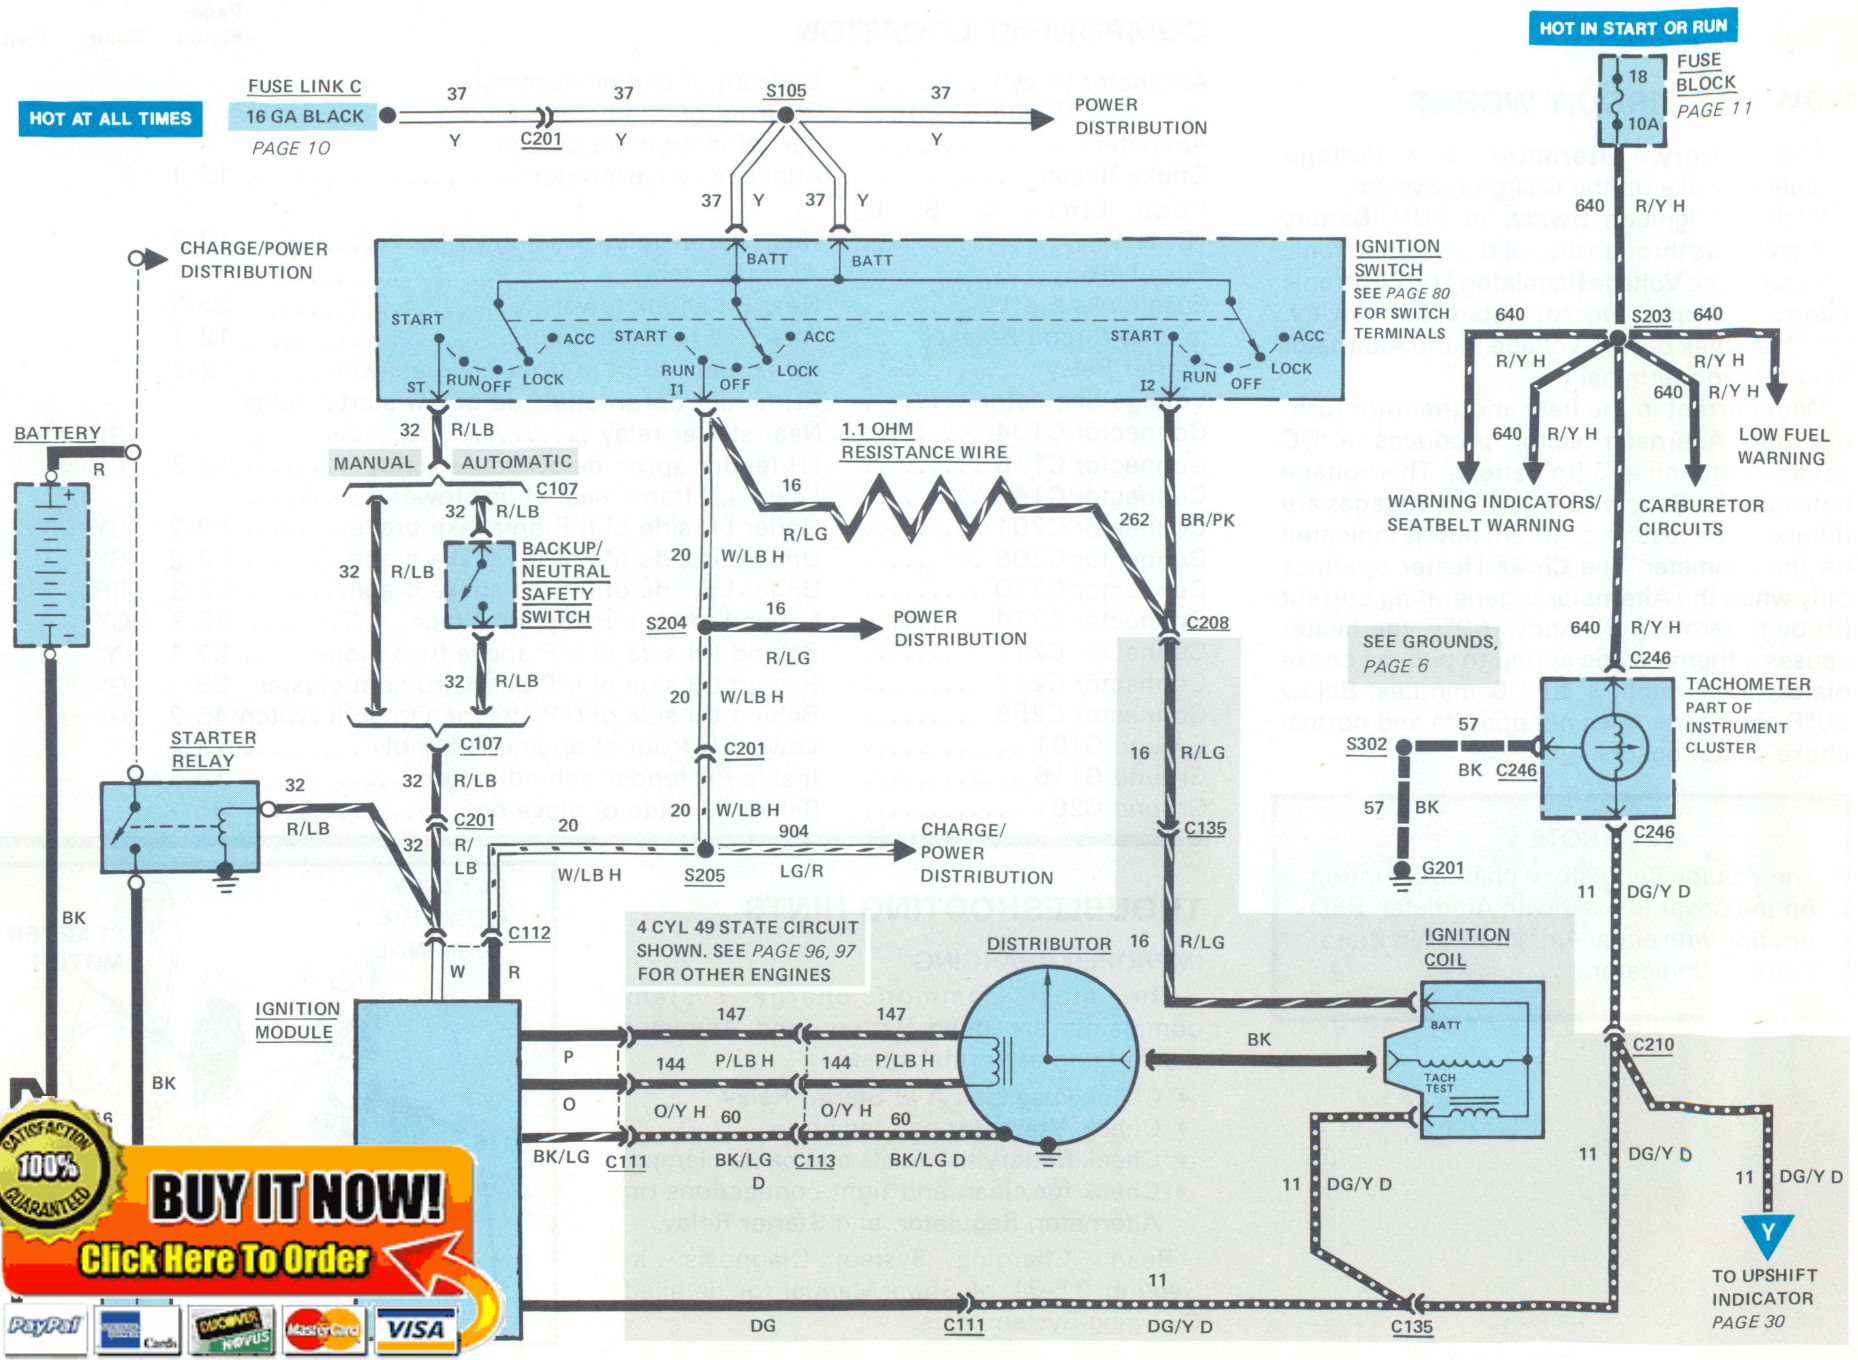 HOT IN START OR RUN
FUSE LINK C
16 GA BLACK
PAGE 10
HOT AT ALL TIMES
37
Y
C201
37
Y
S105
37
Y
POWER
DISTRIBUTION
18
10A
FUSE
BLOCK
PAGE 11
37
Y
37
Y
640
R/Y H
CHARGE/POWER
DISTRIBUTION
BATT
BATT
IGNITION
SWITCH
SEE PAGE 80
FOR SWITCH
TERMINALS
START
ACC
RUN
OFF
LOCK
ST
START
ACC
RUN
OFF
LOCK
I1
START
ACC
RUN
OFF
LOCK
I2
640
S203
640
R/Y H
R/Y H
640
R/Y H
640
R/Y H
LOW FUEL
WARNING
WARNING INDICATORS/
SEATBELT WARNING
CARBURETOR
CIRCUITS
BATTERY
R
+
-
32
R/LB
MANUAL
AUTOMATIC
C107
32
R/LB
32
R/LB
BACKUP/
NEUTRAL
SAFETY
SWITCH
32
R/LB
C107
1.1 OHM
RESISTANCE WIRE
16
R/LG
262
BR/PK
20
W/LB H
S204
16
R/LG
POWER
DISTRIBUTION
20
W/LB H
C201
20
W/LB H
C208
16
R/LG
C135
640
R/Y H
C246
SEE GROUNDS,
PAGE 6
TACHOMETER
PART OF
INSTRUMENT
CLUSTER
S302
57
BK
C246
57
BK
G201
C246
11
DG/Y D
STARTER
RELAY
32
R/LB
32
R/LB
C201
32
R/
LB
20
W/LB H
S205
904
LG/R
CHARGE/
POWER
DISTRIBUTION
BK
BK
C112
W
R
4 CYL 49 STATE CIRCUIT
SHOWN. SEE PAGE 96, 97
FOR OTHER ENGINES
DISTRIBUTOR
16
R/LG
IGNITION
COIL
BATT
TACH
TEST
BK
C210
IGNITION
MODULE
147
147
P
P/LB H
P/LB H
144
144
O
O/Y H
O/Y H
60
60
BK/LG
BK/LG
D
C113
BK/LG D
11
DG/Y D
11
DG/Y D
11
DG/Y D
Y
TO UPSHIFT
INDICATOR
PAGE 30
DG
C111
11
DG/Y D
C135
SATISFACTION
100%
GUARANTEED
BUY IT NOW!
Click Here To Order
PayPal
Cards
DISCOVER
NOVUS
MasterCard
VISA